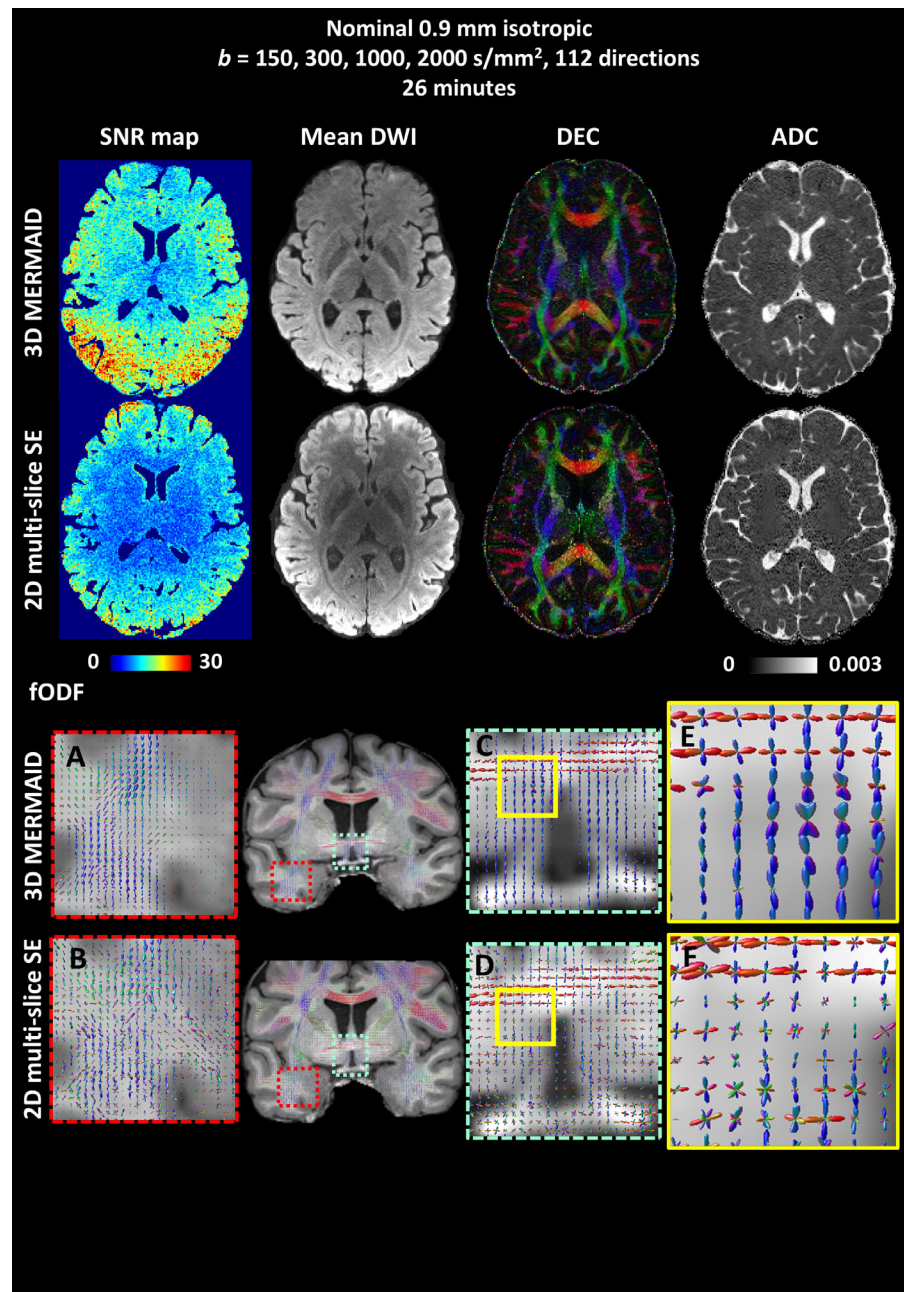 Nominal 0.9 mm isotropic
b = 150, 300, 1000, 2000 s/mm², 112 directions
26 minutes
SNR map Mean DWI DEC ADC
3D MERMAID
2D multi-slice SE
0 30 0 0.003
fODF
3D MERMAID
A C E
2D multi-slice SE
B D F